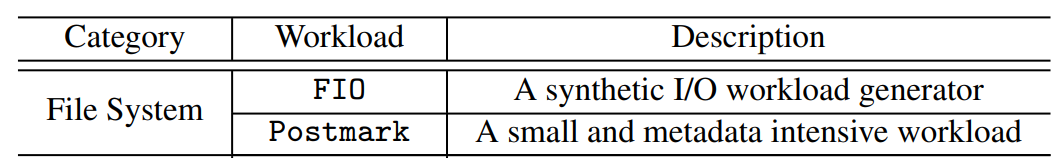 Category Workload Description
File System
FIO A synthetic I/O workload generator
Postmark A small and metadata intensive workload